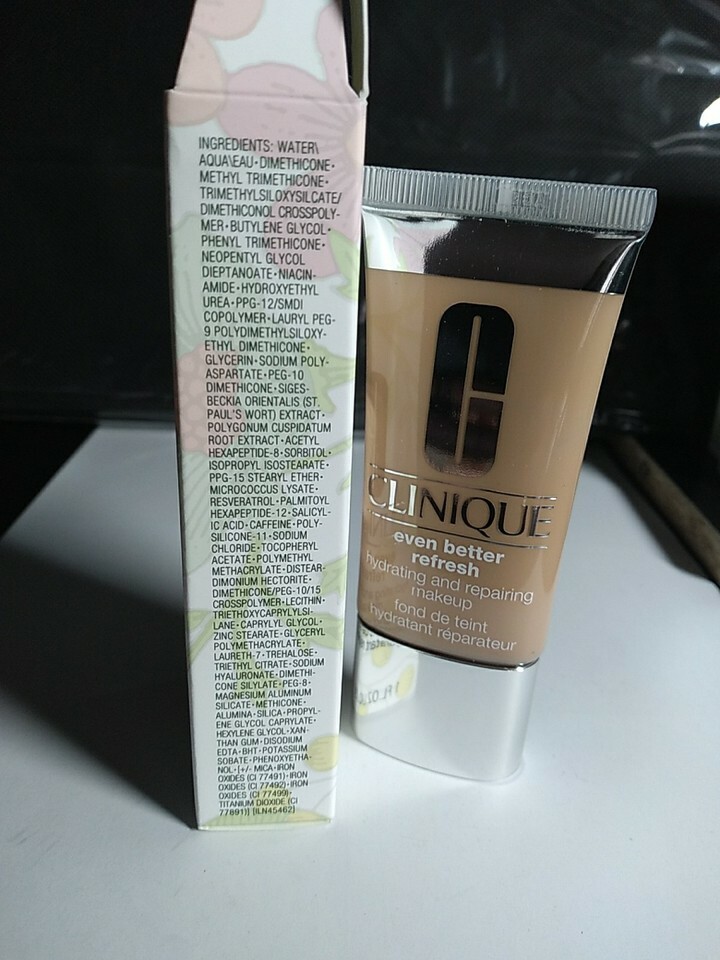 INGREDIENTS: WATER\
AQUA\EAU•DIMETHICONE•
METHYL TRIMETHICONE•
TRIMETHYLSILOXYSILCATE/
DIMETHICONOL CROSSPOLY-
MER•BUTYLENE GLYCOL•
PHENYL TRIMETHICONE•
NEOPENTYL GLYCOL
DIEPTANOATE•NIACIN-
AMIDE•HYDROXYETHYL
UREA•PPG-12/SMDI
COPOLYMER•LAURYL PEG-
9 POLYDIMETHYLSILOXY-
ETHYL DIMETHICONE•
GLYCERIN•SODIUM POLY-
ASPARTATE•PEG-10
DIMETHICONE•SIGES-
BECKIA ORIENTALIS (ST.
PAUL'S WORT) EXTRACT•
POLYGONUM CUSPIDATUM
ROOT EXTRACT•ACETYL
HEXAPEPTIDE-8•SORBITOL•
ISOPROPYL ISOSTEARATE•
PPG-15 STEARYL ETHER•
MICROCOCCUS LYSATE•
RESVERATROL•PALMITOYL
HEXAPEPTIDE-12•SALICYL-
IC ACID•CAFFEINE•POLY-
SILICONE-11•SODIUM
CHLORIDE•TOCOPHERYL
ACETATE•POLYMETHYL
METHACRYLATE•DISTEAR-
DIMONIUM HECTORITE•
DIMETHICONE/PEG-10/15
CROSSPOLYMER•LECITHIN•
TRIETHOXYCAPRYLYLSI-
LANE•CAPRYLYL GLYCOL•
ZINC STEARATE•GLYCERYL
POLYMETHACRYLATE•
LAURETH-7•TREHALOSE•
TRIETHYL CITRATE•SODIUM
HYALURONATE•DIMETHI-
CONE SILYLATE•PEG-8•
MAGNESIUM ALUMINUM
SILICATE•METHICONE•
ALUMINA•SILICA•PROPYL-
ENE GLYCOL CAPRYLATE•
HEXYLENE GLYCOL•XAN-
THAN GUM•DISODIUM
EDTA•BHT•POTASSIUM
SORBATE•PHENOXYETHA-
NOL•[+/- MICA•IRON
OXIDES (CI 77491)•IRON
OXIDES (CI 77492)•IRON
OXIDES (CI 77499)•
TITANIUM DIOXIDE (CI
77891)] [ILN45462]
CLINIQUE
even better
refresh
hydrating and repairing
makeup
fond de teint
hydratant réparateur
1 FL.OZ.